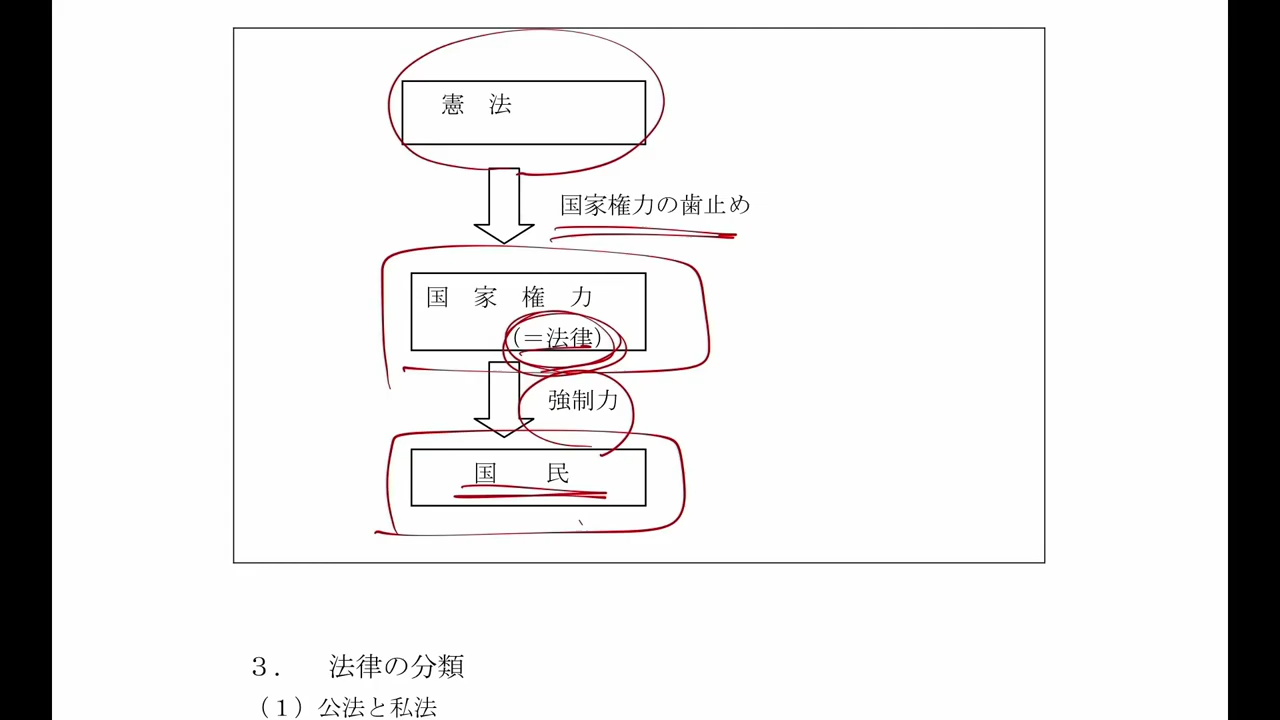 憲　法
国家権力の歯止め
国　家　権　力
（＝法律）
強制力
国　　民
３．　法律の分類
（１）公法と私法